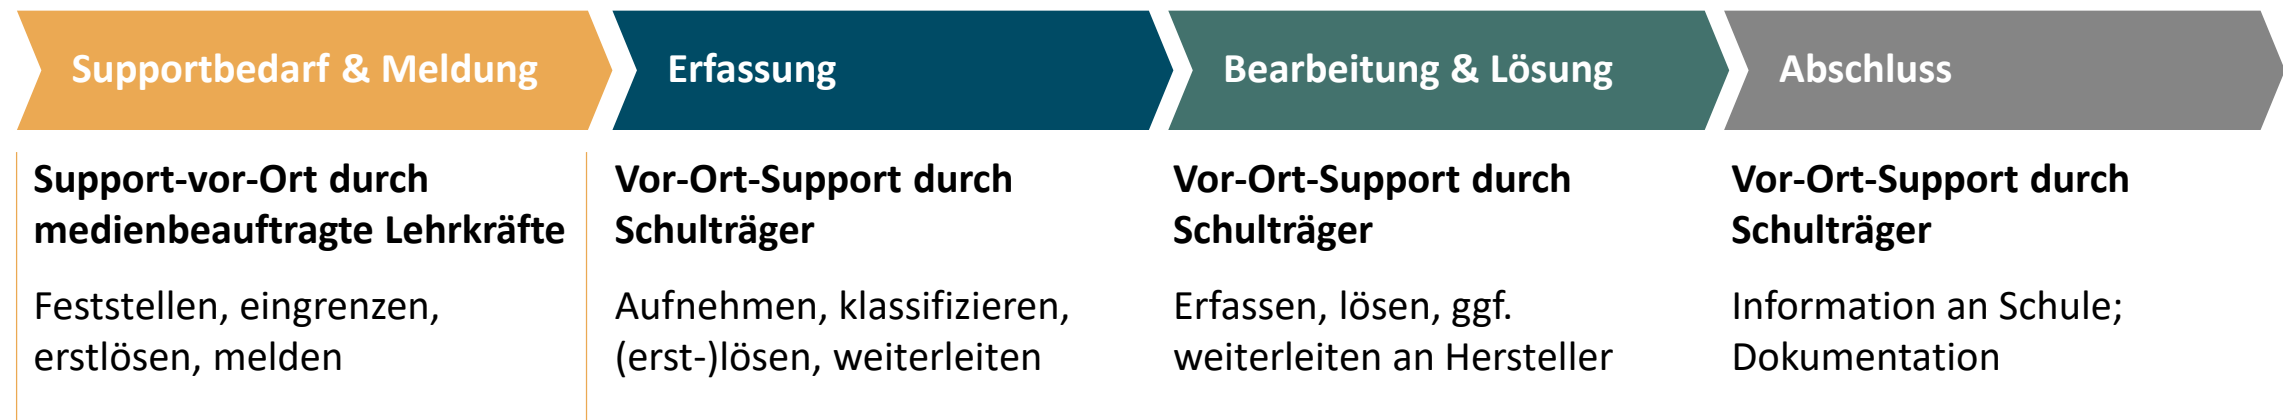 Supportbedarf & Meldung
Erfassung
Bearbeitung & Lösung
Abschluss
Support-vor-Ort durch
medienbeauftragte Lehrkräfte
Feststellen, eingrenzen,
erstlösen, melden
Vor-Ort-Support durch
Schulträger
Aufnehmen, klassifizieren,
(erst-)lösen, weiterleiten
Vor-Ort-Support durch
Schulträger
Erfassen, lösen, ggf.
weiterleiten an Hersteller
Vor-Ort-Support durch
Schulträger
Information an Schule;
Dokumentation